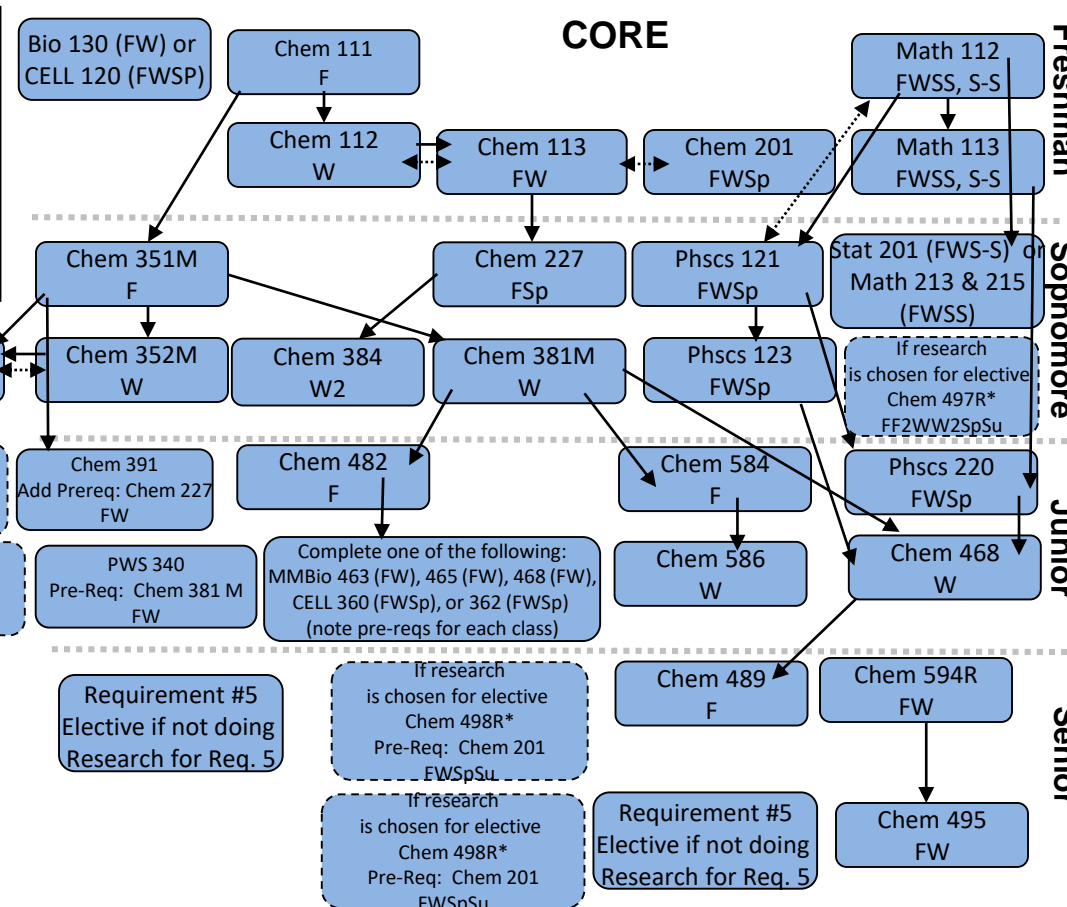 CORE
Freshman
Bio 130 (FW) or
CELL 120 (FWSP)
Chem 111
F
Math 112
FWSS, S-S
Chem 112
W
Chem 113
FW
Chem 201
FWSp
Math 113
FWSS, S-S
Sophomore
Chem 351M
F
Chem 227
FSp
Phscs 121
FWSp
Stat 201 (FWS-S) or
Math 213 & 215
(FWSS)
Chem 352M
W
Chem 384
W2
Chem 381M
W
Phscs 123
FWSp
If research
is chosen for elective
Chem 497R*
FF2WW2SpSu
Junior
Chem 391
Add Prereq: Chem 227
FW
Chem 482
F
Chem 584
F
Phscs 220
FWSp
PWS 340
Pre-Req: Chem 381 M
FW
Complete one of the following:
MMBio 463 (FW), 465 (FW), 468 (FW),
CELL 360 (FWSp), or 362 (FWSp)
(note pre-reqs for each class)
Chem 586
W
Chem 468
W
Senior
Requirement #5
Elective if not doing
Research for Req. 5
If research
is chosen for elective
Chem 498R*
Pre-Req: Chem 201
FWSpSu
Chem 489
F
Chem 594R
FW
If research
is chosen for elective
Chem 498R*
Pre-Req: Chem 201
FWSpSu
Requirement #5
Elective if not doing
Research for Req. 5
Chem 495
FW